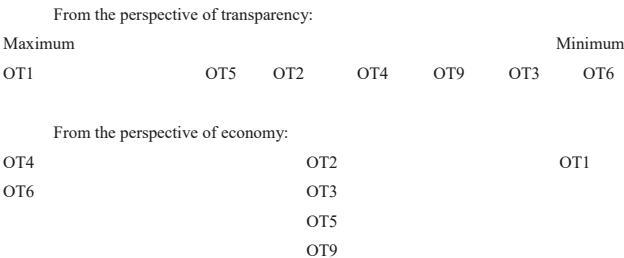 From the perspective of transparency:
Maximum Minimum
OT1 OT5 OT2 OT4 OT9 OT3 OT6
From the perspective of economy:
OT4 OT2 OT1
OT6 OT3
OT5
OT9